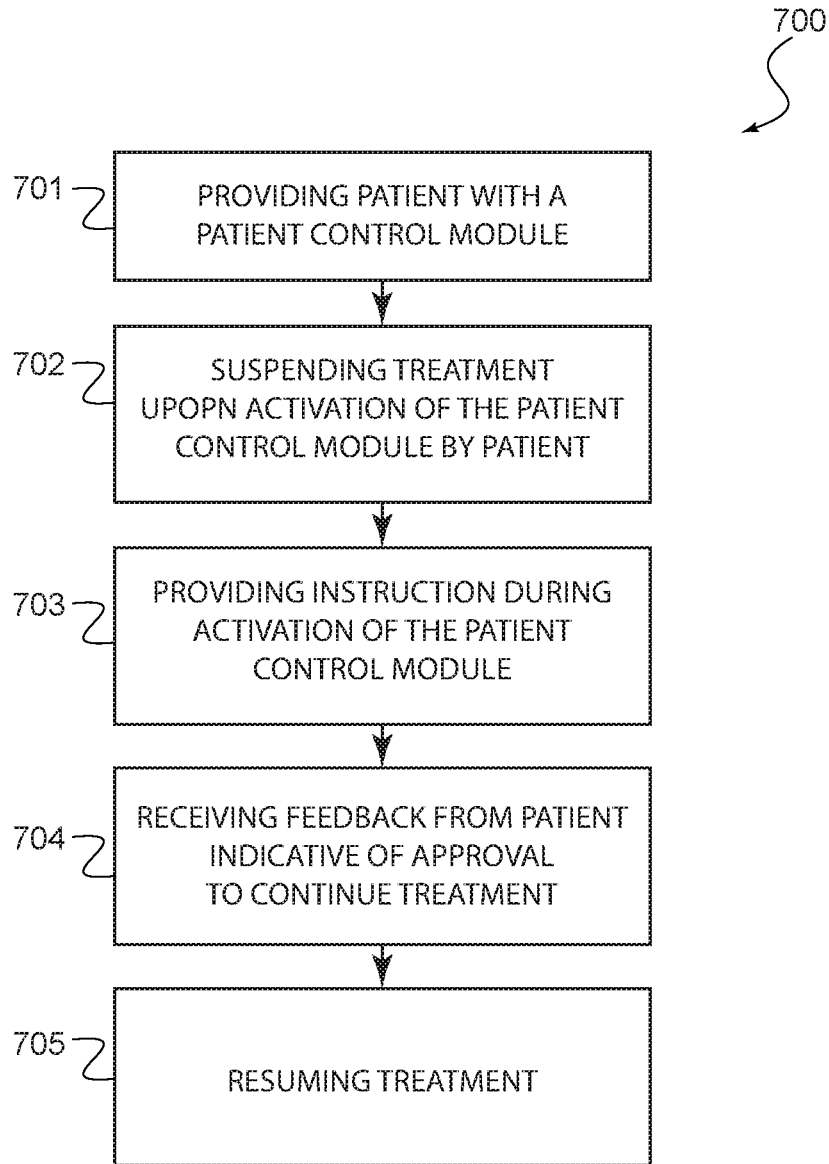 700
701
PROVIDING PATIENT WITH A
PATIENT CONTROL MODULE
702
SUSPENDING TREATMENT
UPOPN ACTIVATION OF THE PATIENT
CONTROL MODULE BY PATIENT
703
PROVIDING INSTRUCTION DURING
ACTIVATION OF THE PATIENT
CONTROL MODULE
704
RECEIVING FEEDBACK FROM PATIENT
INDICATIVE OF APPROVAL
TO CONTINUE TREATMENT
705
RESUMING TREATMENT